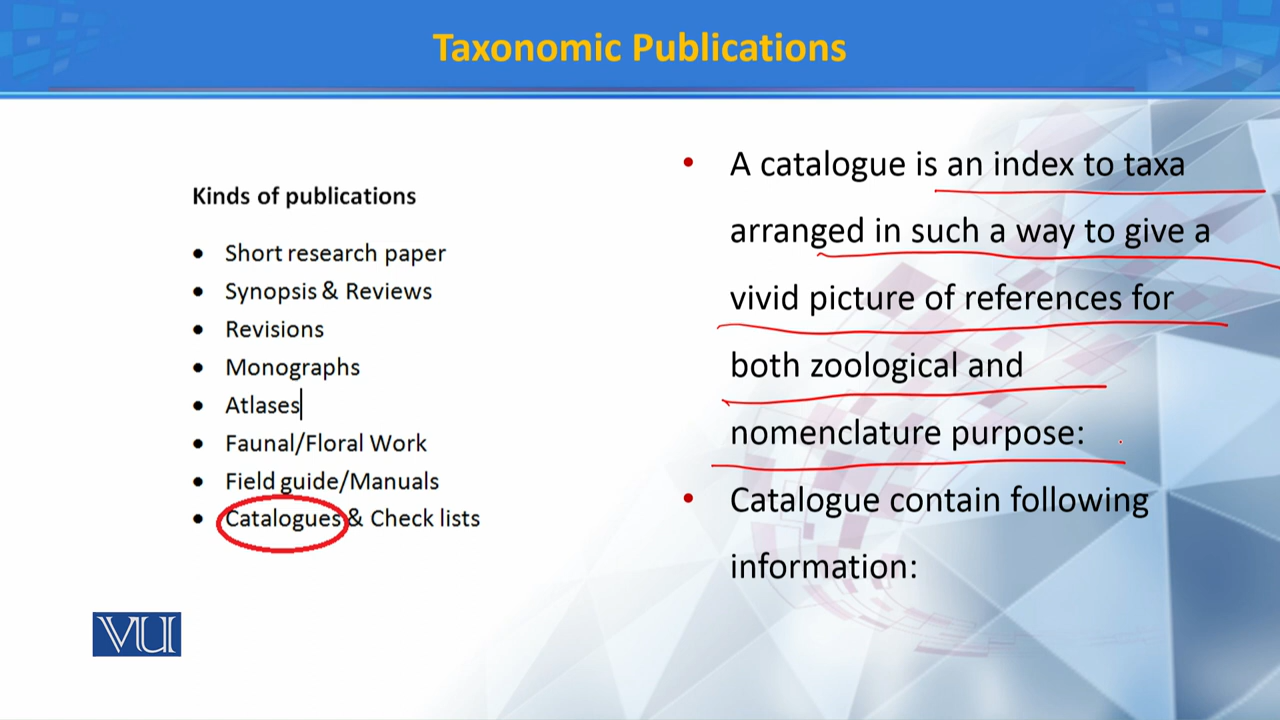 Taxonomic Publications
Kinds of publications
• Short research paper
• Synopsis & Reviews
• Revisions
• Monographs
• Atlases
• Faunal/Floral Work
• Field guide/Manuals
• Catalogues & Check lists
VU
• A catalogue is an index to taxa
arranged in such a way to give a
vivid picture of references for
both zoological and
nomenclature purpose:
• Catalogue contain following
information: